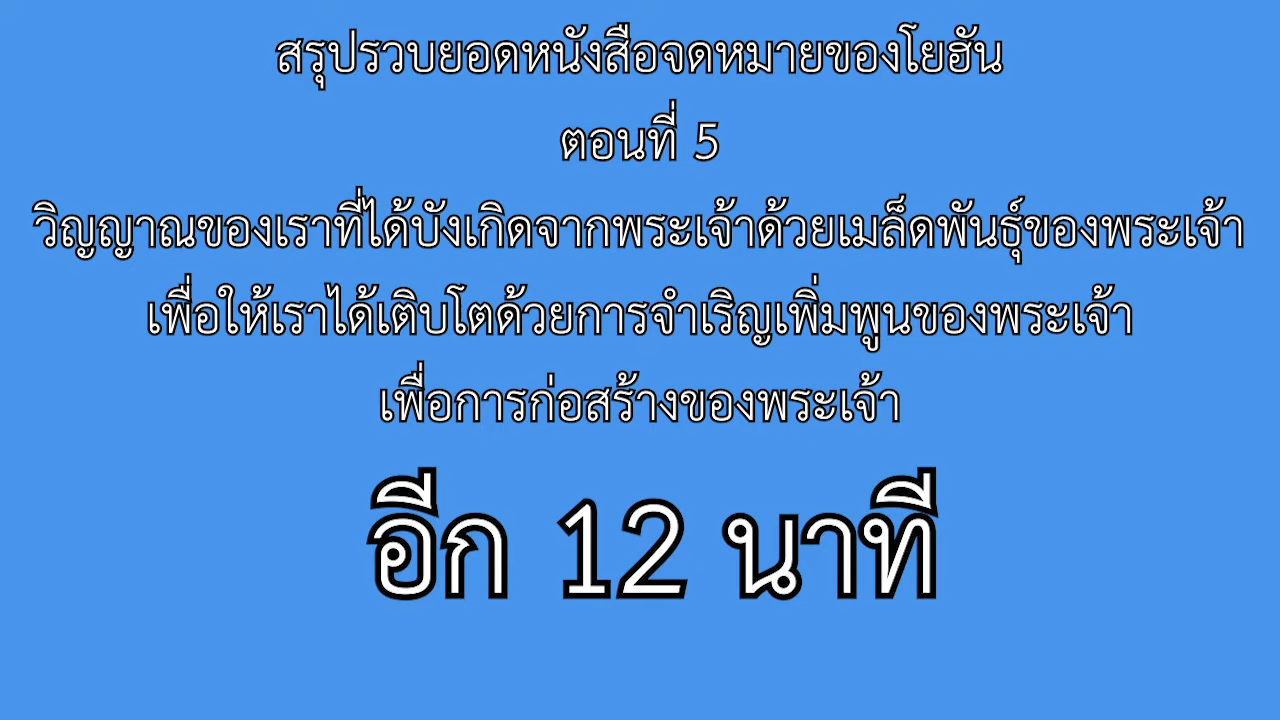 สรุปรวบยอดหนังสือจดหมายของโยฮัน
ตอนที่ 5
วิญญาณของเราที่ได้บังเกิดจากพระเจ้าด้วยเมล็ดพันธุ์ของพระเจ้า
เพื่อให้เราได้เติบโตด้วยการจำเริญเพิ่มพูนของพระเจ้า
เพื่อการก่อสร้างของพระเจ้า
อีก 12 นาที